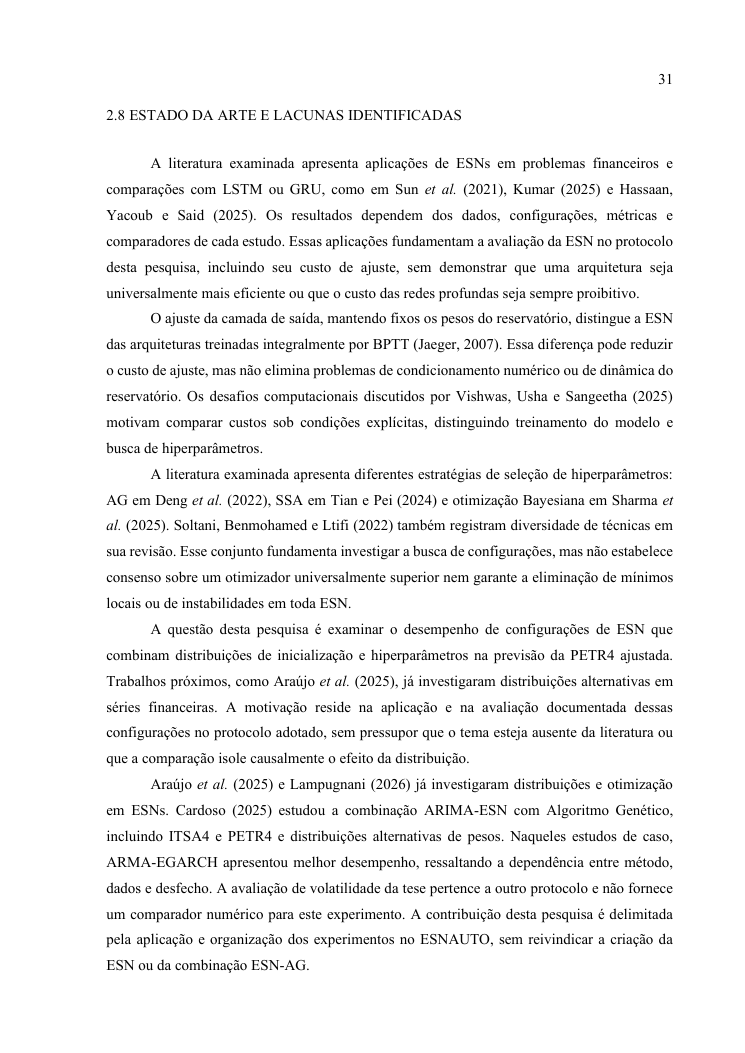 31
2.8 ESTADO DA ARTE E LACUNAS IDENTIFICADAS
A literatura examinada apresenta aplicações de ESNs em problemas financeiros e
comparações com LSTM ou GRU, como em Sun et al. (2021), Kumar (2025) e Hassaan,
Yacoub e Said (2025). Os resultados dependem dos dados, configurações, métricas e
comparadores de cada estudo. Essas aplicações fundamentam a avaliação da ESN no protocolo
desta pesquisa, incluindo seu custo de ajuste, sem demonstrar que uma arquitetura seja
universalmente mais eficiente ou que o custo das redes profundas seja sempre proibitivo.
O ajuste da camada de saída, mantendo fixos os pesos do reservatório, distingue a ESN
das arquiteturas treinadas integralmente por BPTT (Jaeger, 2007). Essa diferença pode reduzir
o custo de ajuste, mas não elimina problemas de condicionamento numérico ou de dinâmica do
reservatório. Os desafios computacionais discutidos por Vishwas, Usha e Sangeetha (2025)
motivam comparar custos sob condições explícitas, distinguindo treinamento do modelo e
busca de hiperparâmetros.
A literatura examinada apresenta diferentes estratégias de seleção de hiperparâmetros:
AG em Deng et al. (2022), SSA em Tian e Pei (2024) e otimização Bayesiana em Sharma et
al. (2025). Soltani, Benmohamed e Ltifi (2022) também registram diversidade de técnicas em
sua revisão. Esse conjunto fundamenta investigar a busca de configurações, mas não estabelece
consenso sobre um otimizador universalmente superior nem garante a eliminação de mínimos
locais ou de instabilidades em toda ESN.
A questão desta pesquisa é examinar o desempenho de configurações de ESN que
combinam distribuições de inicialização e hiperparâmetros na previsão da PETR4 ajustada.
Trabalhos próximos, como Araújo et al. (2025), já investigaram distribuições alternativas em
séries financeiras. A motivação reside na aplicação e na avaliação documentada dessas
configurações no protocolo adotado, sem pressupor que o tema esteja ausente da literatura ou
que a comparação isole causalmente o efeito da distribuição.
Araújo et al. (2025) e Lampugnani (2026) já investigaram distribuições e otimização
em ESNs. Cardoso (2025) estudou a combinação ARIMA-ESN com Algoritmo Genético,
incluindo ITSA4 e PETR4 e distribuições alternativas de pesos. Naqueles estudos de caso,
ARMA-EGARCH apresentou melhor desempenho, ressaltando a dependência entre método,
dados e desfecho. A avaliação de volatilidade da tese pertence a outro protocolo e não fornece
um comparador numérico para este experimento. A contribuição desta pesquisa é delimitada
pela aplicação e organização dos experimentos no ESNAUTO, sem reivindicar a criação da
ESN ou da combinação ESN-AG.